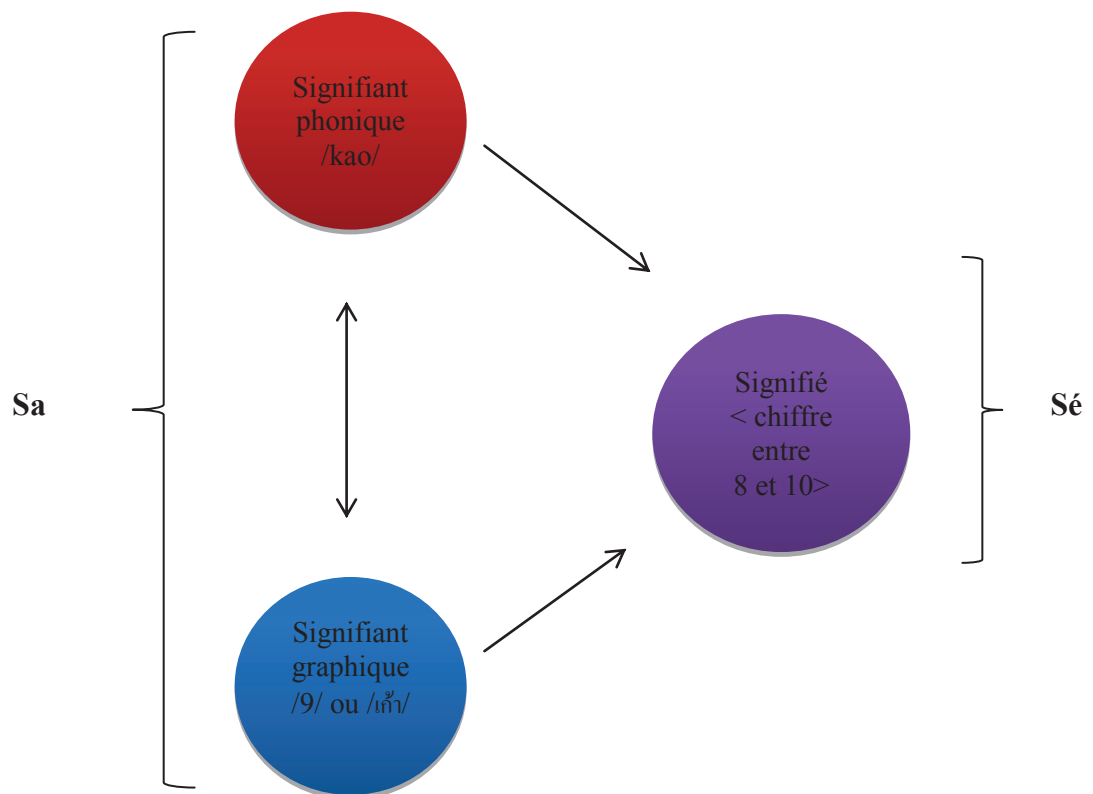 Signifiant
phonique
/kao/
Sa
Signifié
< chiffre
entre
8 et 10>
Sé
Signifiant
graphique
/9/ ou /เก้า/